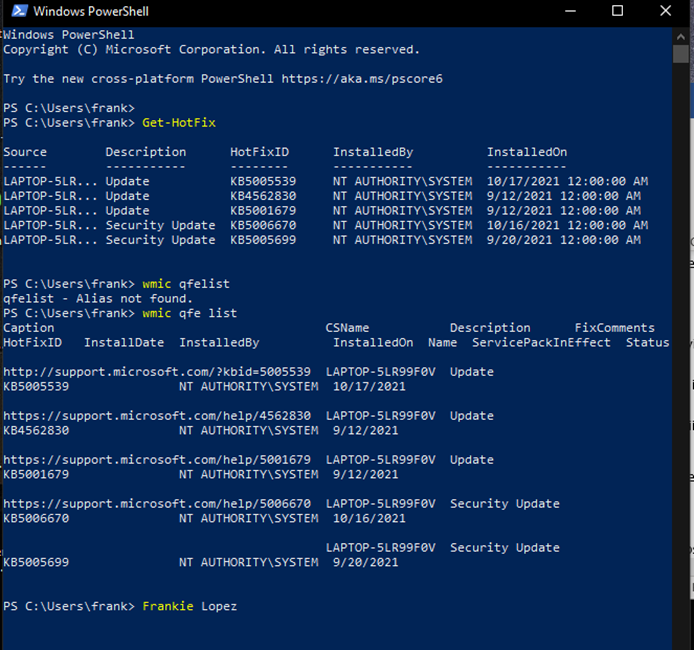 Windows PowerShell
Windows PowerShell
Copyright (C) Microsoft Corporation. All rights reserved.
Try the new cross-platform PowerShell https://aka.ms/pscore6
PS C:\Users\frank>
PS C:\Users\frank> Get-HotFix
Source        Description      HotFixID      InstalledBy          InstalledOn
------        -----------      --------      -----------          -----------
LAPTOP-5LR... Update           KB5005539     NT AUTHORITY\SYSTEM  10/17/2021 12:00:00 AM
LAPTOP-5LR... Update           KB4562830     NT AUTHORITY\SYSTEM  9/12/2021 12:00:00 AM
LAPTOP-5LR... Update           KB5001679     NT AUTHORITY\SYSTEM  9/12/2021 12:00:00 AM
LAPTOP-5LR... Security Update  KB5006670     NT AUTHORITY\SYSTEM  10/16/2021 12:00:00 AM
LAPTOP-5LR... Security Update  KB5005699     NT AUTHORITY\SYSTEM  9/20/2021 12:00:00 AM
PS C:\Users\frank> wmic qfelist
qfelist - Alias not found.
PS C:\Users\frank> wmic qfe list
Caption                                     CSName           Description      FixComments
HotFixID   InstallDate  InstalledBy          InstalledOn  Name  ServicePackInEffect  Status
http://support.microsoft.com/?kbid=5005539  LAPTOP-5LR99F0V  Update
KB5005539               NT AUTHORITY\SYSTEM  10/17/2021
https://support.microsoft.com/help/4562830  LAPTOP-5LR99F0V  Update
KB4562830               NT AUTHORITY\SYSTEM  9/12/2021
https://support.microsoft.com/help/5001679  LAPTOP-5LR99F0V  Update
KB5001679               NT AUTHORITY\SYSTEM  9/12/2021
https://support.microsoft.com/help/5006670  LAPTOP-5LR99F0V  Security Update
KB5006670               NT AUTHORITY\SYSTEM  10/16/2021
LAPTOP-5LR99F0V  Security Update
KB5005699               NT AUTHORITY\SYSTEM  9/20/2021
PS C:\Users\frank> Frankie Lopez